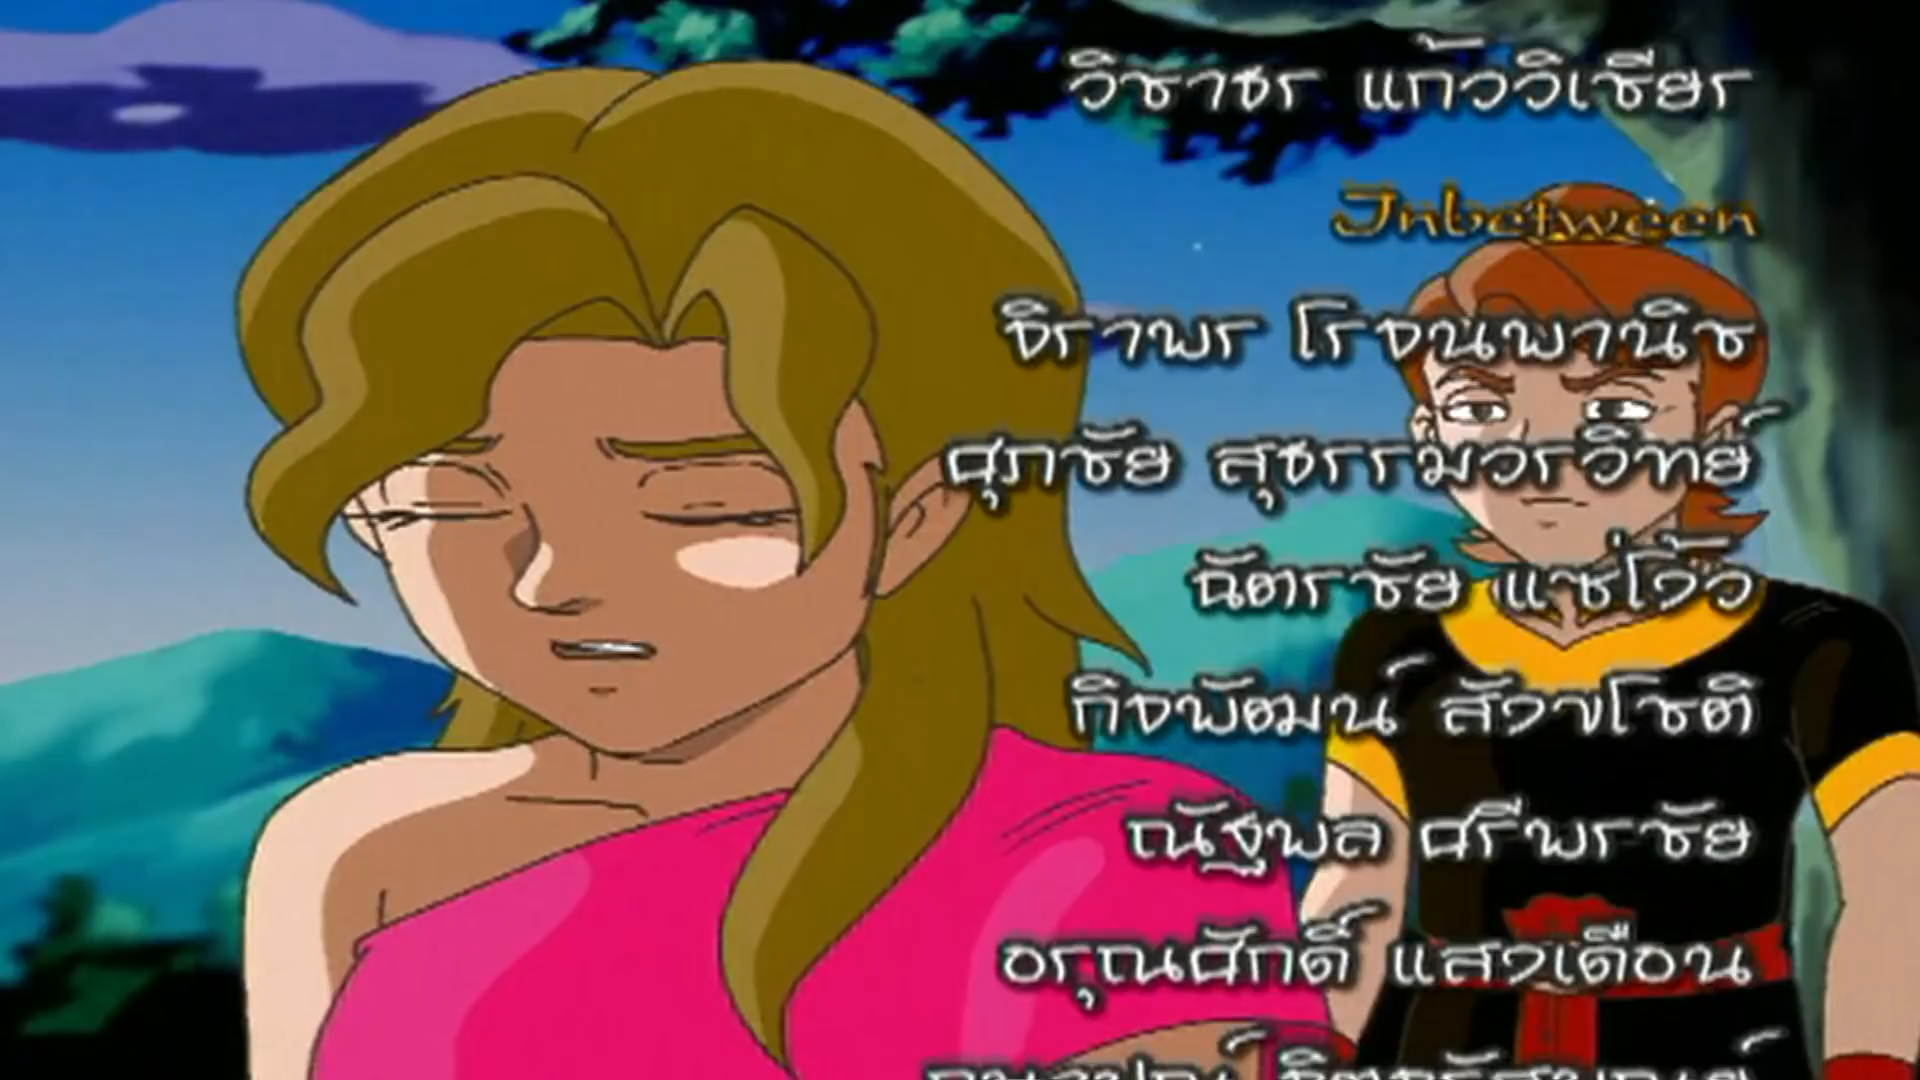 วิชาชร แก้ววิเชียร
Inbetween
จิราพร โรจนพานิช
ศุภชัย สุธรรมวรวิทย์
ฉัตรชัย แซ่โง้ว
กิจพัฒมน์ สังขโชติ
ณัฐพล ศรีพรชัย
อรุณศักดิ์ แสงเดือน